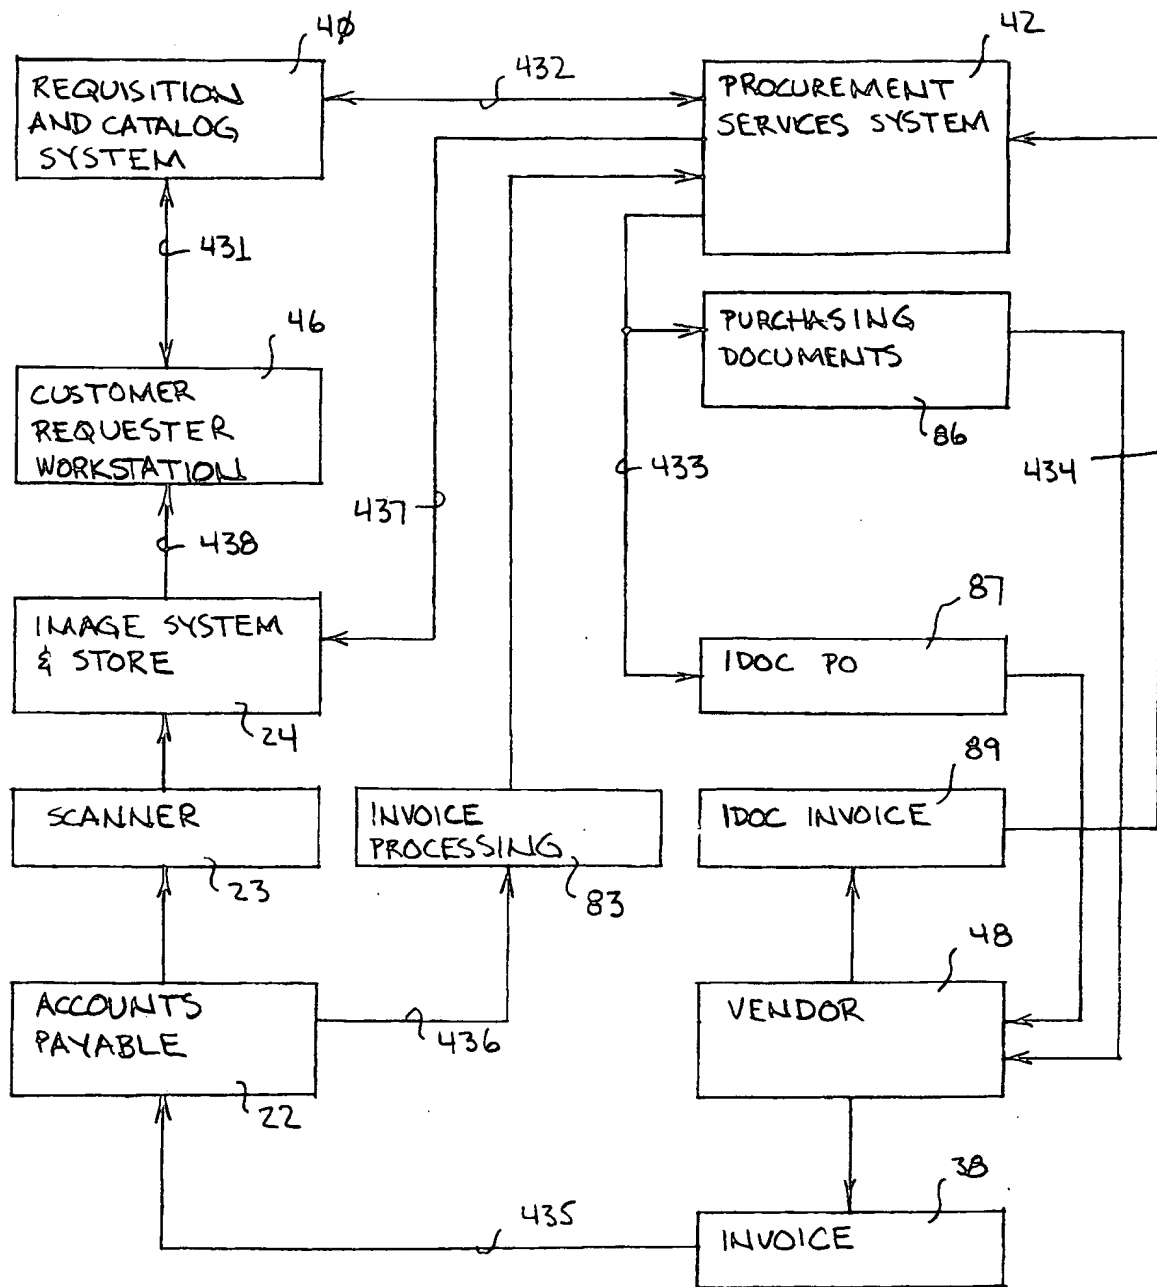 40
432
42
REQUISITION
AND CATALOG
SYSTEM
PROCUREMENT
SERVICES SYSTEM
431
46
PURCHASING
DOCUMENTS
86
CUSTOMER
REQUESTER
WORKSTATION
433
434
437
438
87
IMAGE SYSTEM
& STORE
24
IDOC PO
89
SCANNER
23
INVOICE
PROCESSING
83
IDOC INVOICE
48
ACCOUNTS
PAYABLE
22
436
VENDOR
38
435
INVOICE